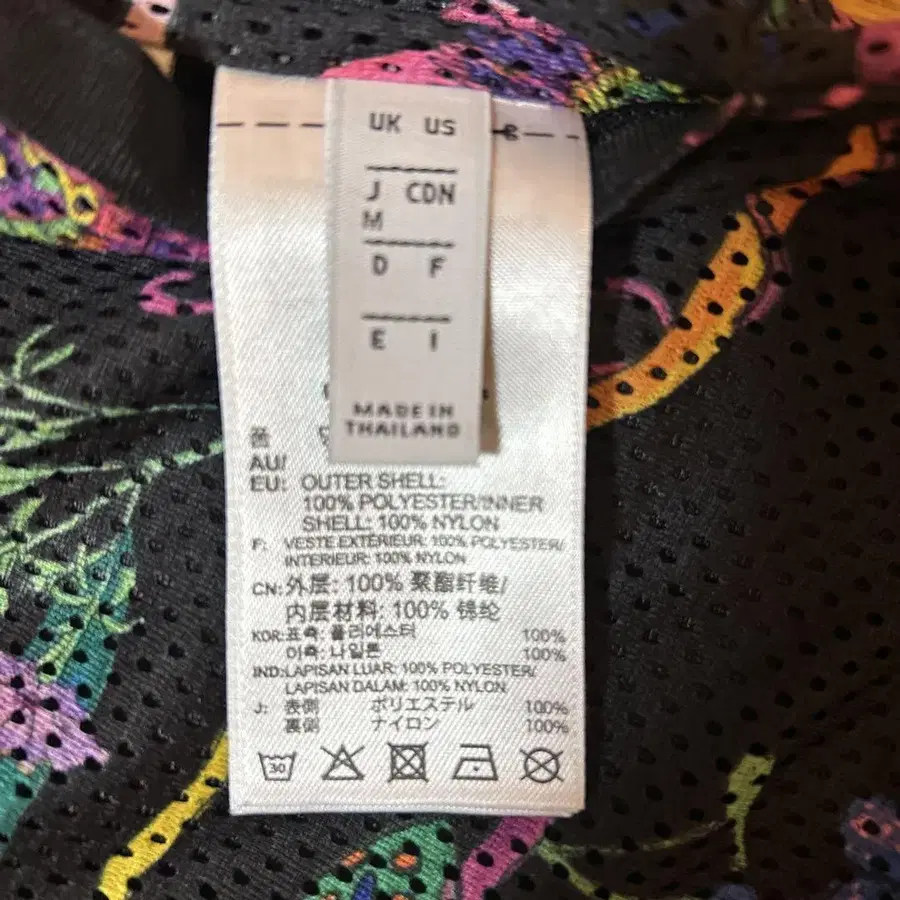 UK US
J CDN
M
D F
E I
MADE IN
THAILAND
AU/
EU: OUTER SHELL:
100% POLYESTER/INNER
SHELL: 100% NYLON
F: VESTE EXTERIEUR: 100% POLYESTER/
INTERIEUR: 100% NYLON
CN: 外层: 100% 聚酯纤维/
内层材料: 100% 锦纶
KOR: 표측: 폴리에스터 100%
이측: 나일론 100%
IND: LAPISAN LUAR: 100% POLYESTER/
LAPISAN DALAM: 100% NYLON
J: 表側 ポリエステル 100%
裏側 ナイロン 100%
30